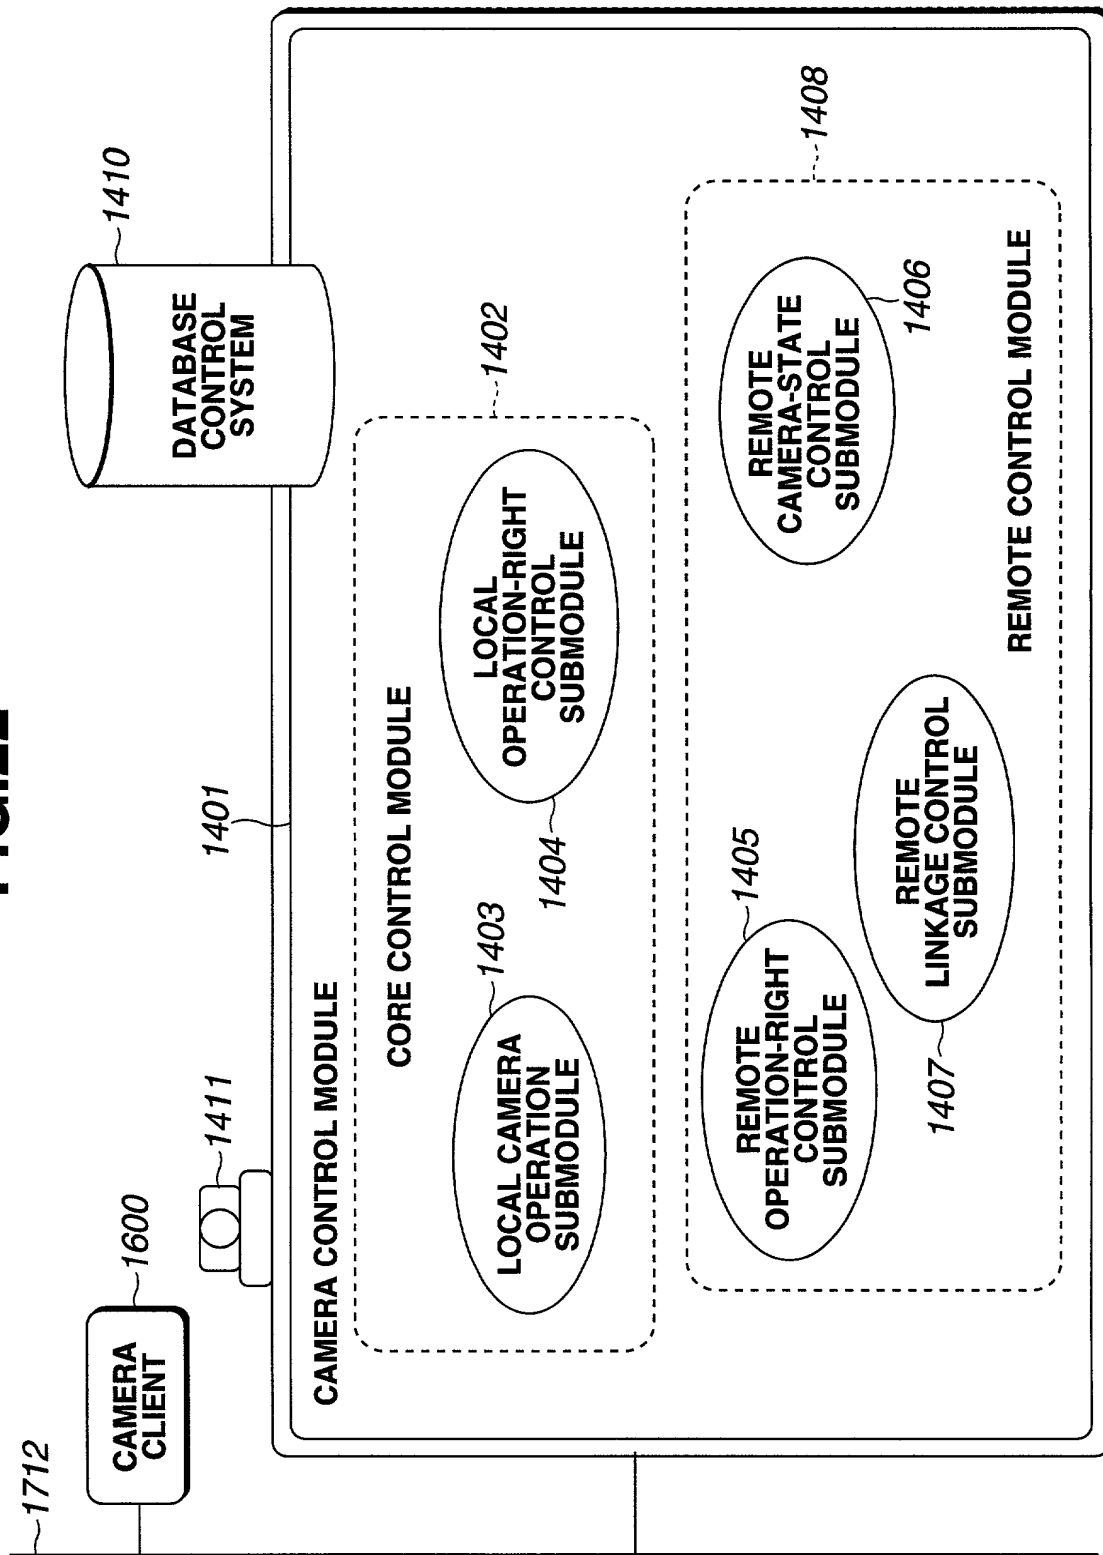 1712
CAMERA
CLIENT
1600
1411
1401
1410
DATABASE
CONTROL
SYSTEM
CAMERA CONTROL MODULE
CORE CONTROL MODULE
1402
LOCAL CAMERA
OPERATION
SUBMODULE
1403
LOCAL
OPERATION-RIGHT
CONTROL
SUBMODULE
1404
REMOTE
OPERATION-RIGHT
CONTROL
SUBMODULE
1405
REMOTE
CAMERA-STATE
CONTROL
SUBMODULE
1406
1408
REMOTE
LINKAGE CONTROL
SUBMODULE
1407
REMOTE CONTROL MODULE